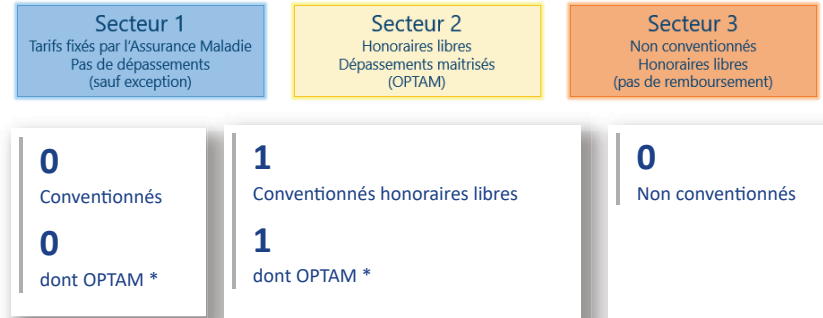 Secteur 1
Tarifs fixés par l'Assurance Maladie
Pas de dépassements
(sauf exception)
Secteur 2
Honoraires libres
Dépassements maitrisés
(OPTAM)
Secteur 3
Non conventionnés
Honoraires libres
(pas de remboursement)
0
Conventionnés
0
dont OPTAM *
1
Conventionnés honoraires libres
1
dont OPTAM *
0
Non conventionnés